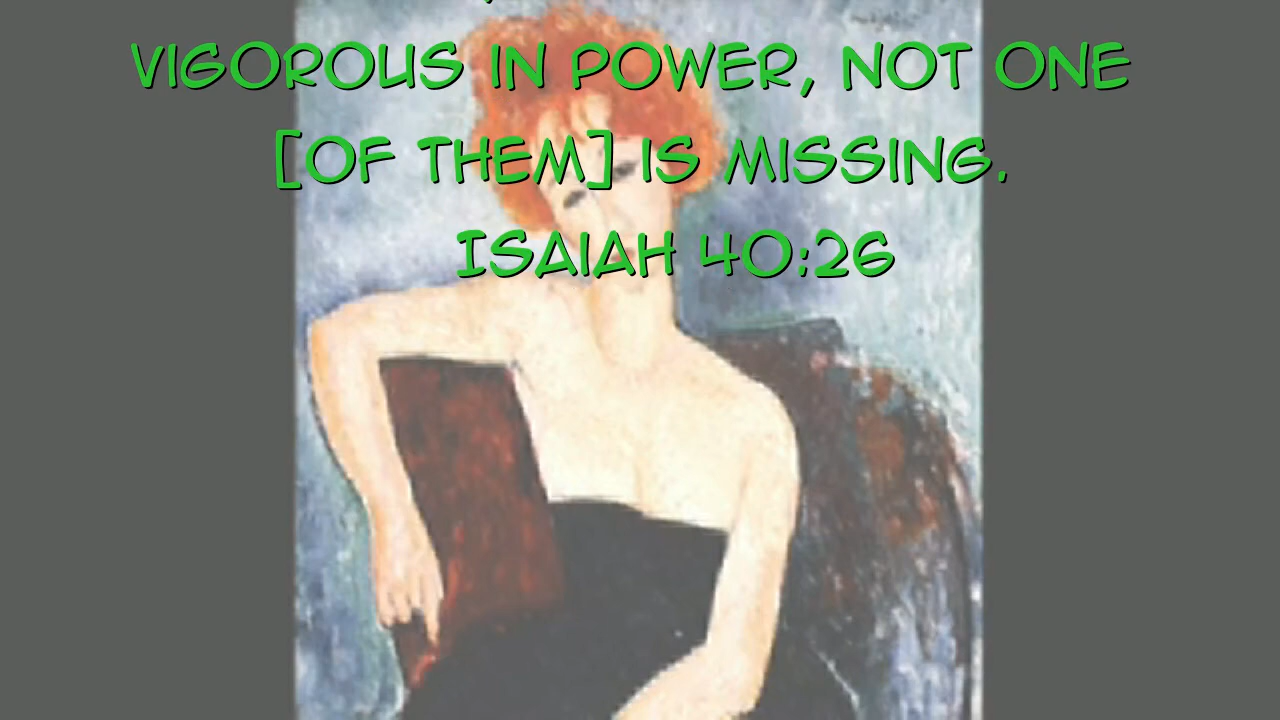 VIGOROUS IN POWER, NOT ONE
[OF THEM] IS MISSING.
ISAIAH 40:26